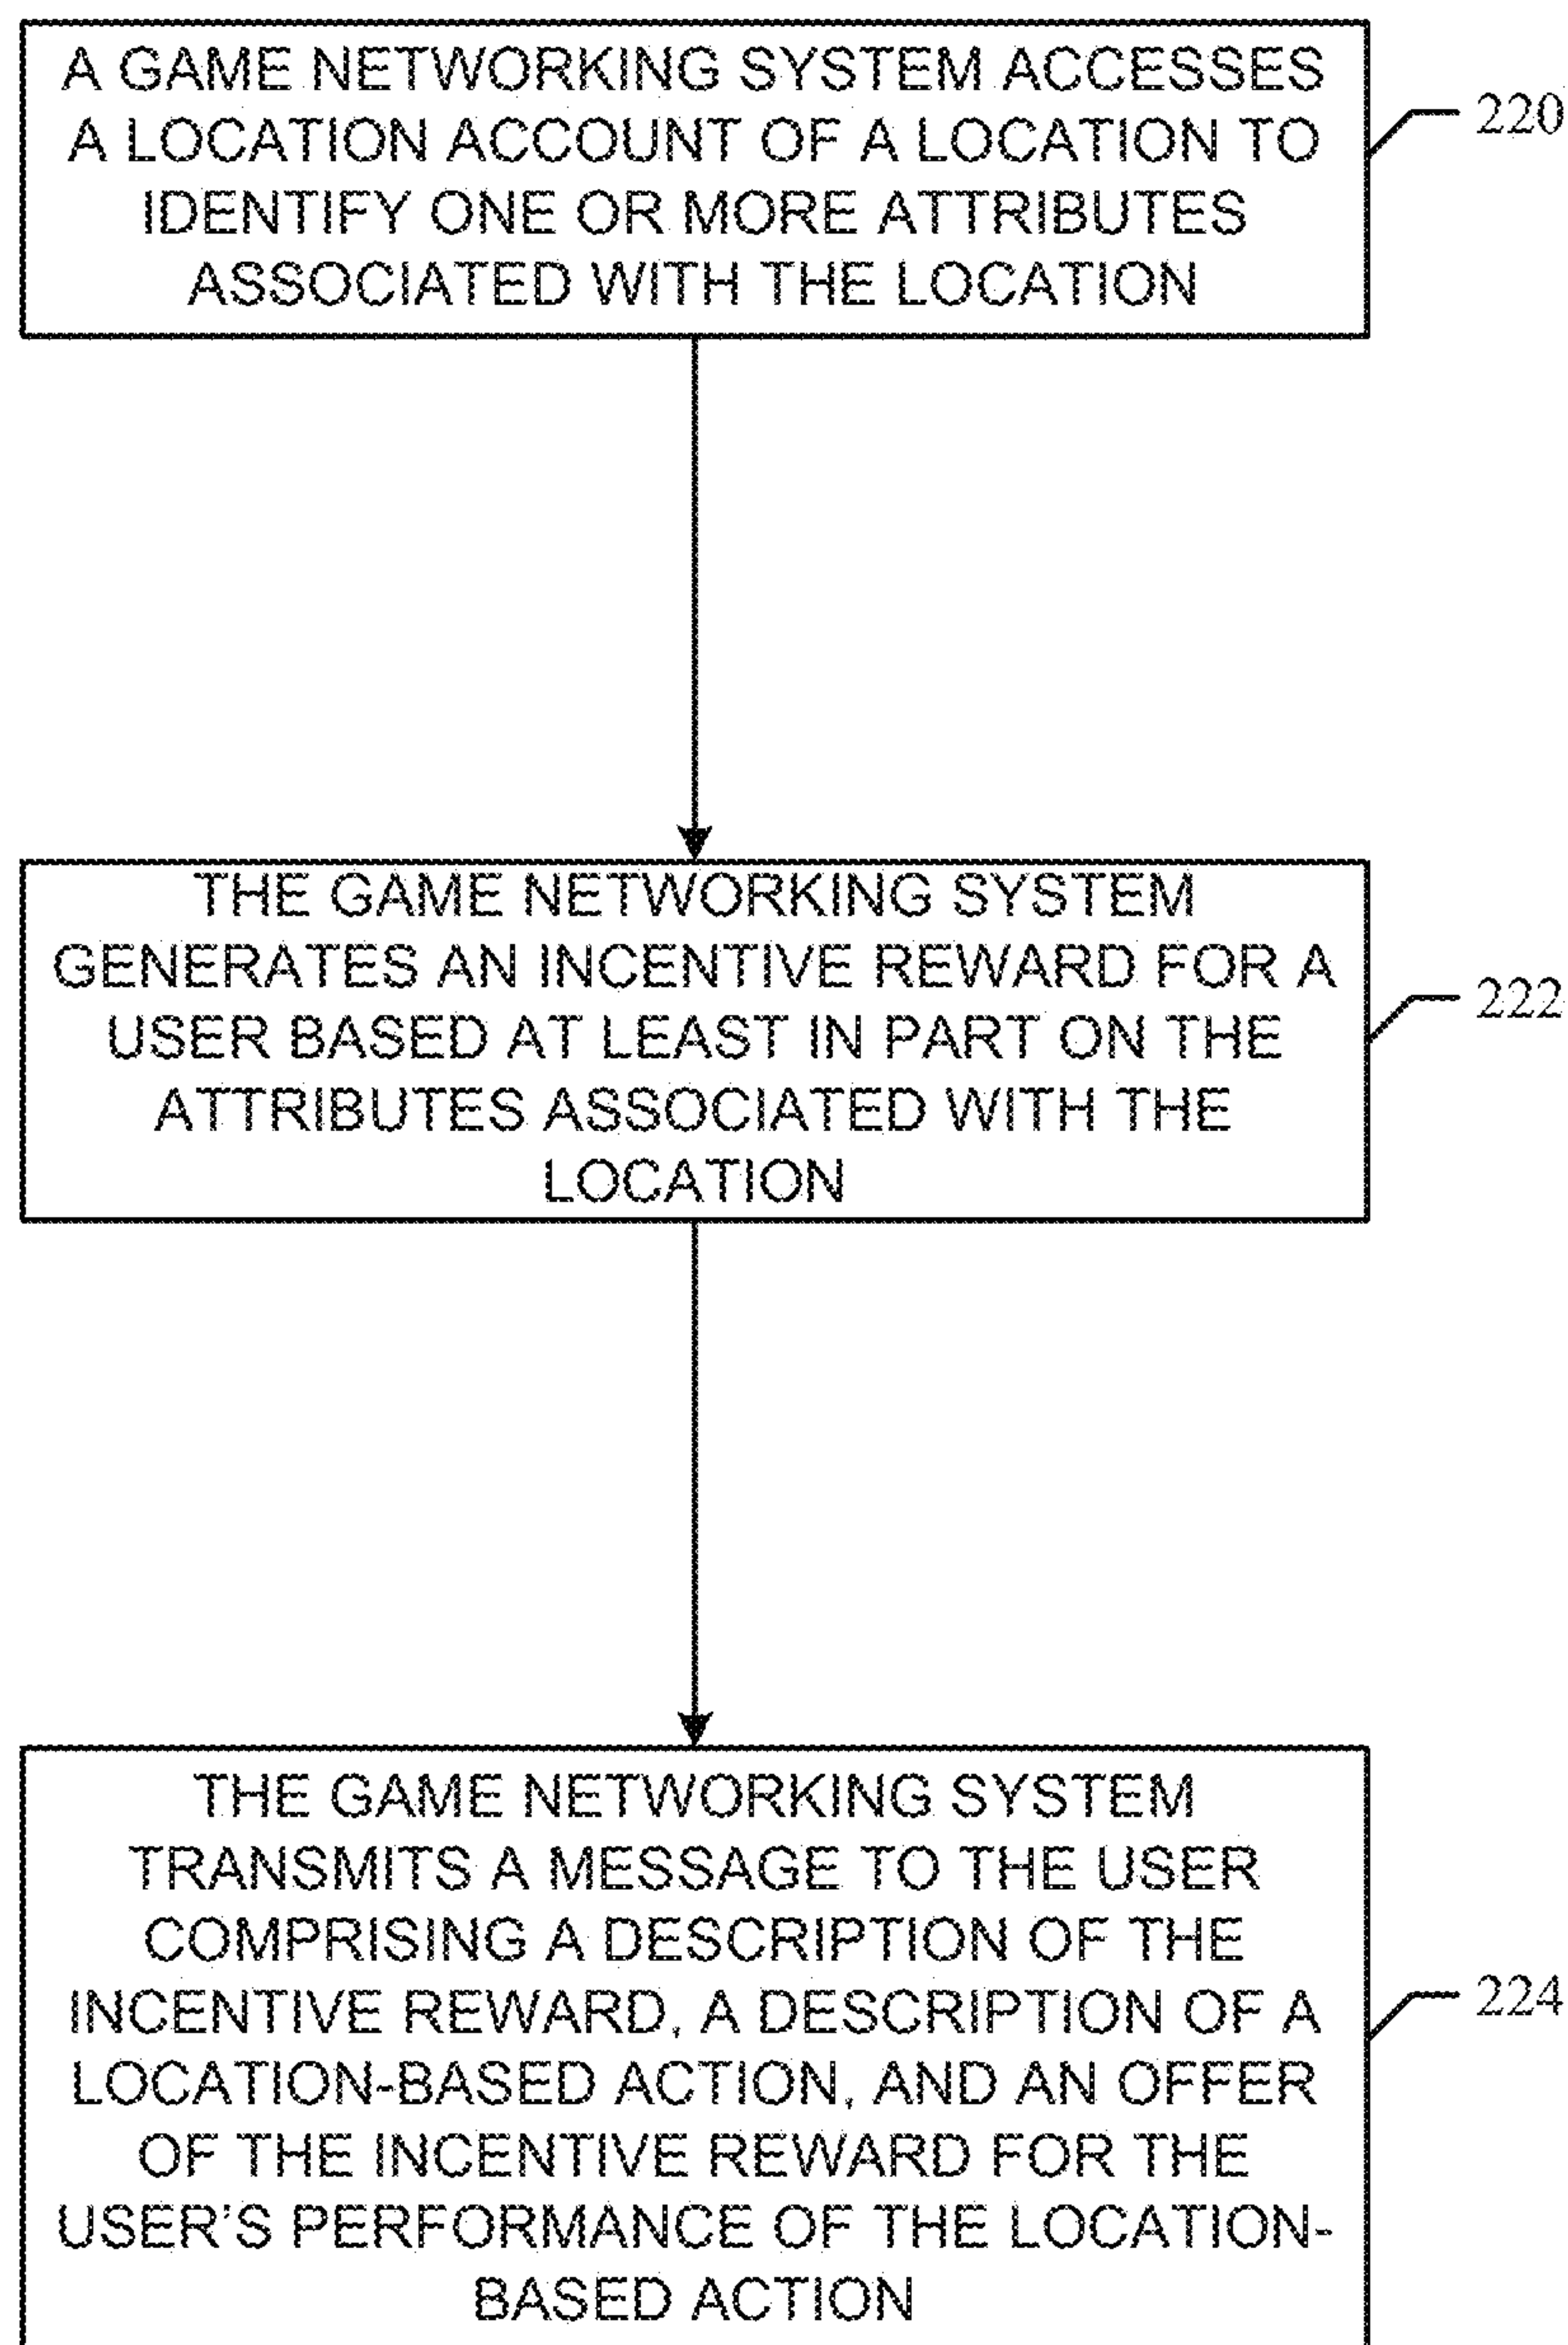 A GAME NETWORKING SYSTEM ACCESSES
A LOCATION ACCOUNT OF A LOCATION TO
IDENTIFY ONE OR MORE ATTRIBUTES
ASSOCIATED WITH THE LOCATION
220
THE GAME NETWORKING SYSTEM
GENERATES AN INCENTIVE REWARD FOR A
USER BASED AT LEAST IN PART ON THE
ATTRIBUTES ASSOCIATED WITH THE
LOCATION
222
THE GAME NETWORKING SYSTEM
TRANSMITS A MESSAGE TO THE USER
COMPRISING A DESCRIPTION OF THE
INCENTIVE REWARD, A DESCRIPTION OF A
LOCATION-BASED ACTION, AND AN OFFER
OF THE INCENTIVE REWARD FOR THE
USER'S PERFORMANCE OF THE LOCATION-
BASED ACTION
224